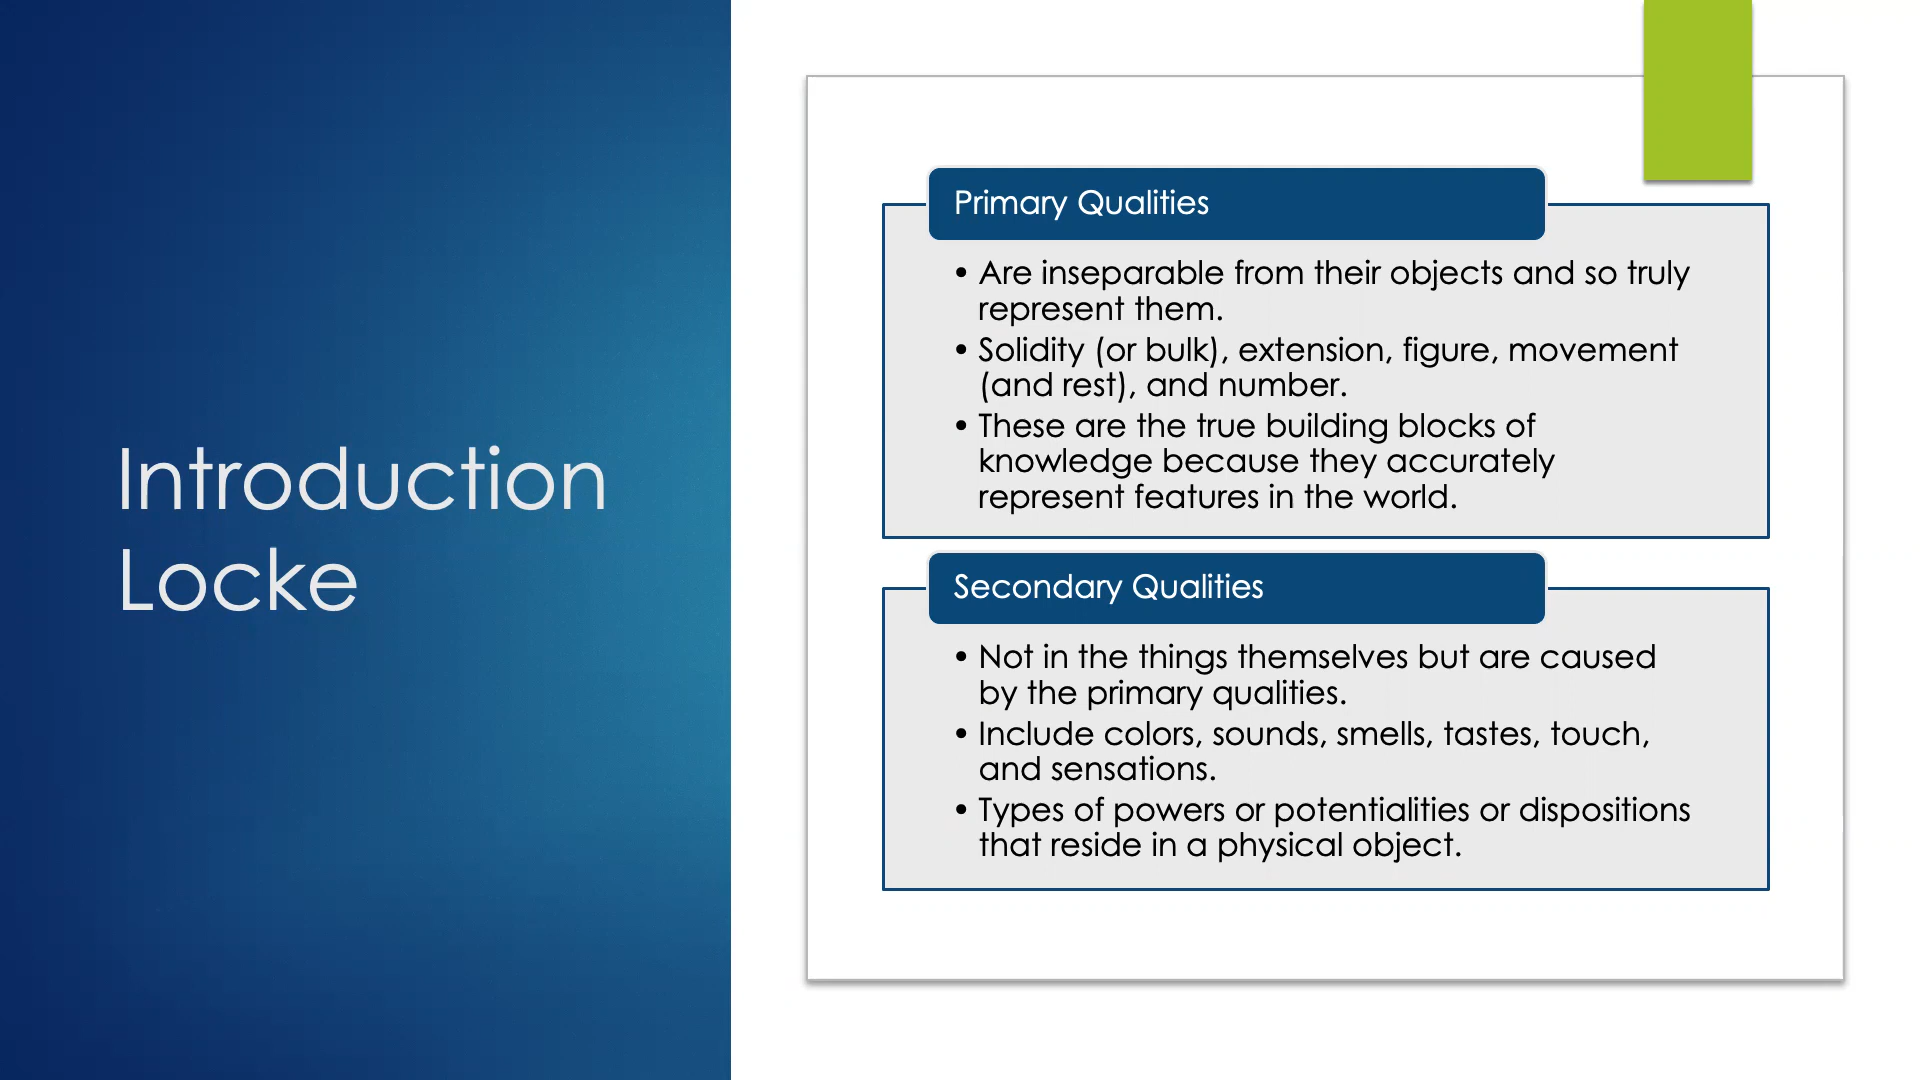 Introduction
Locke
Primary Qualities
• Are inseparable from their objects and so truly
represent them.
• Solidity (or bulk), extension, figure, movement
(and rest), and number.
• These are the true building blocks of
knowledge because they accurately
represent features in the world.
Secondary Qualities
• Not in the things themselves but are caused
by the primary qualities.
• Include colors, sounds, smells, tastes, touch,
and sensations.
• Types of powers or potentialities or dispositions
that reside in a physical object.